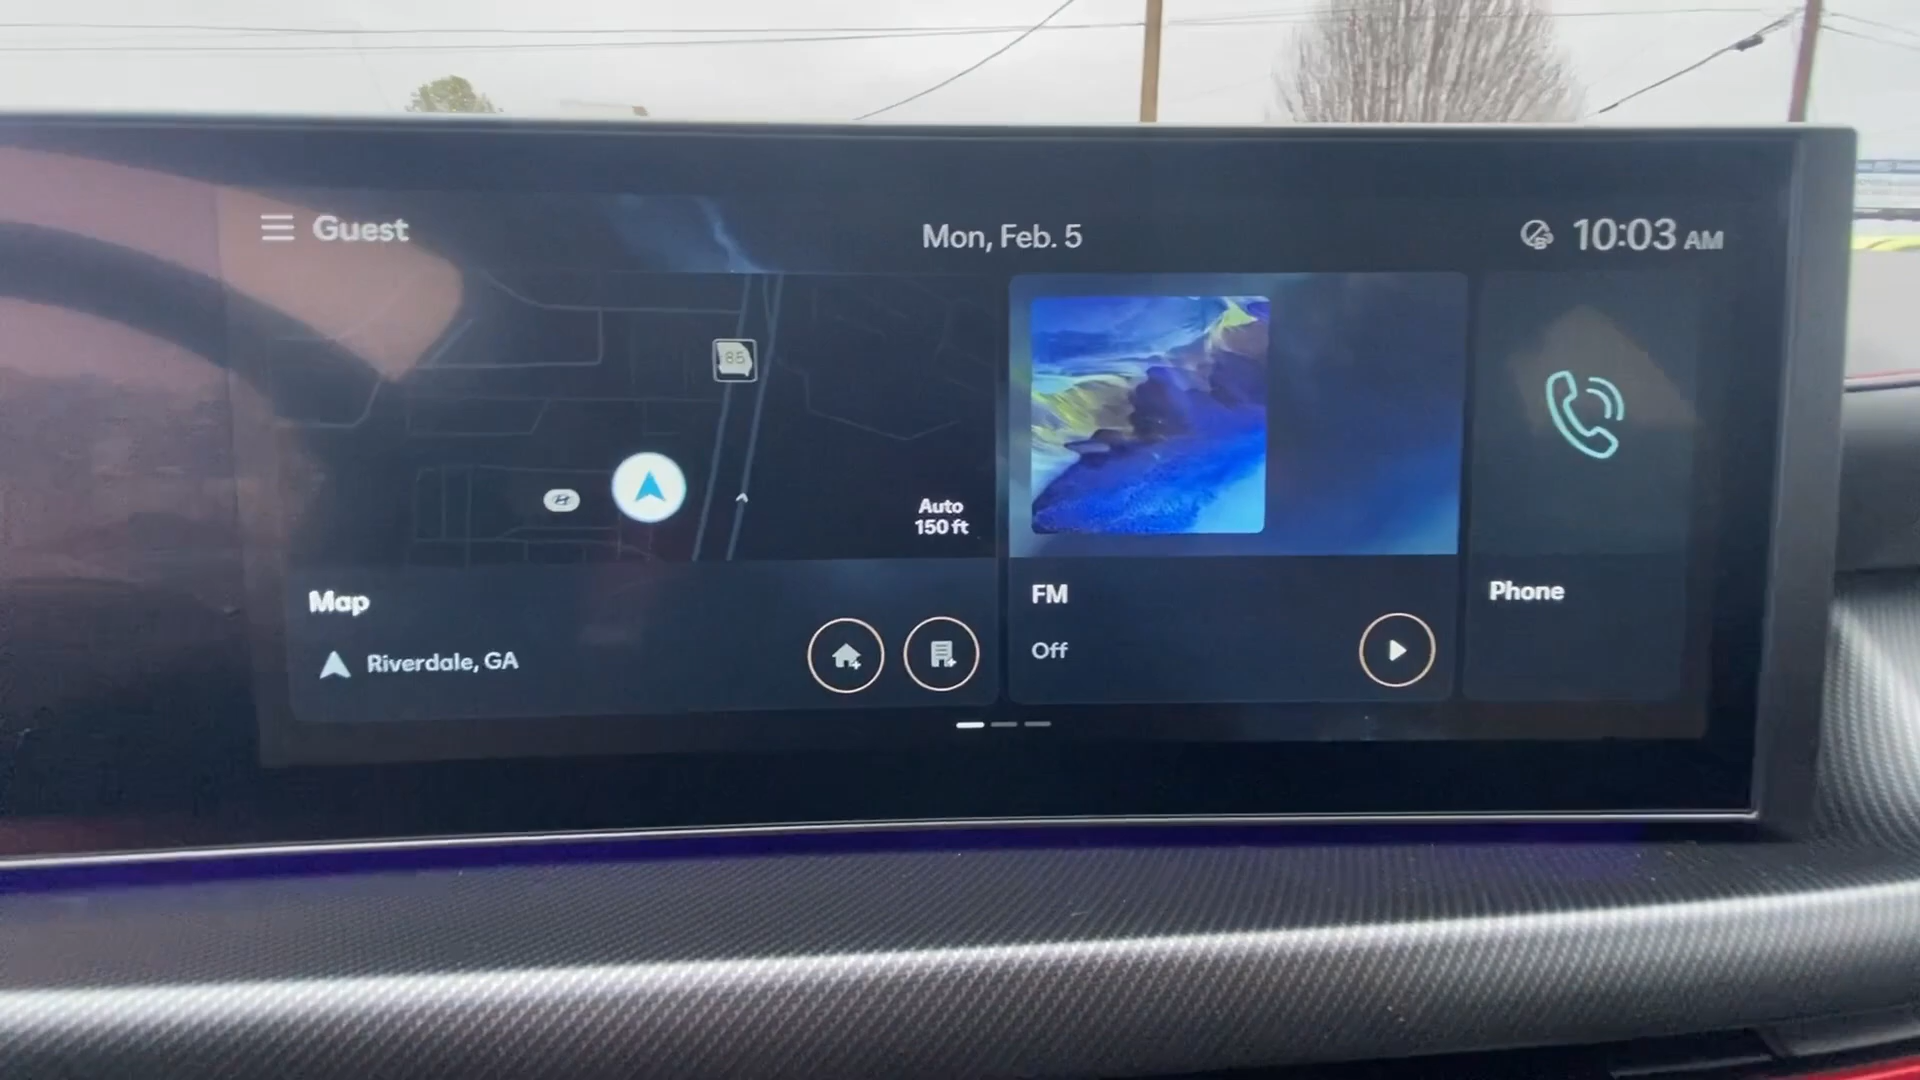 Guest
Mon, Feb. 5
10:03 AM
85
Auto
150 ft
Map
Riverdale, GA
FM
Off
Phone